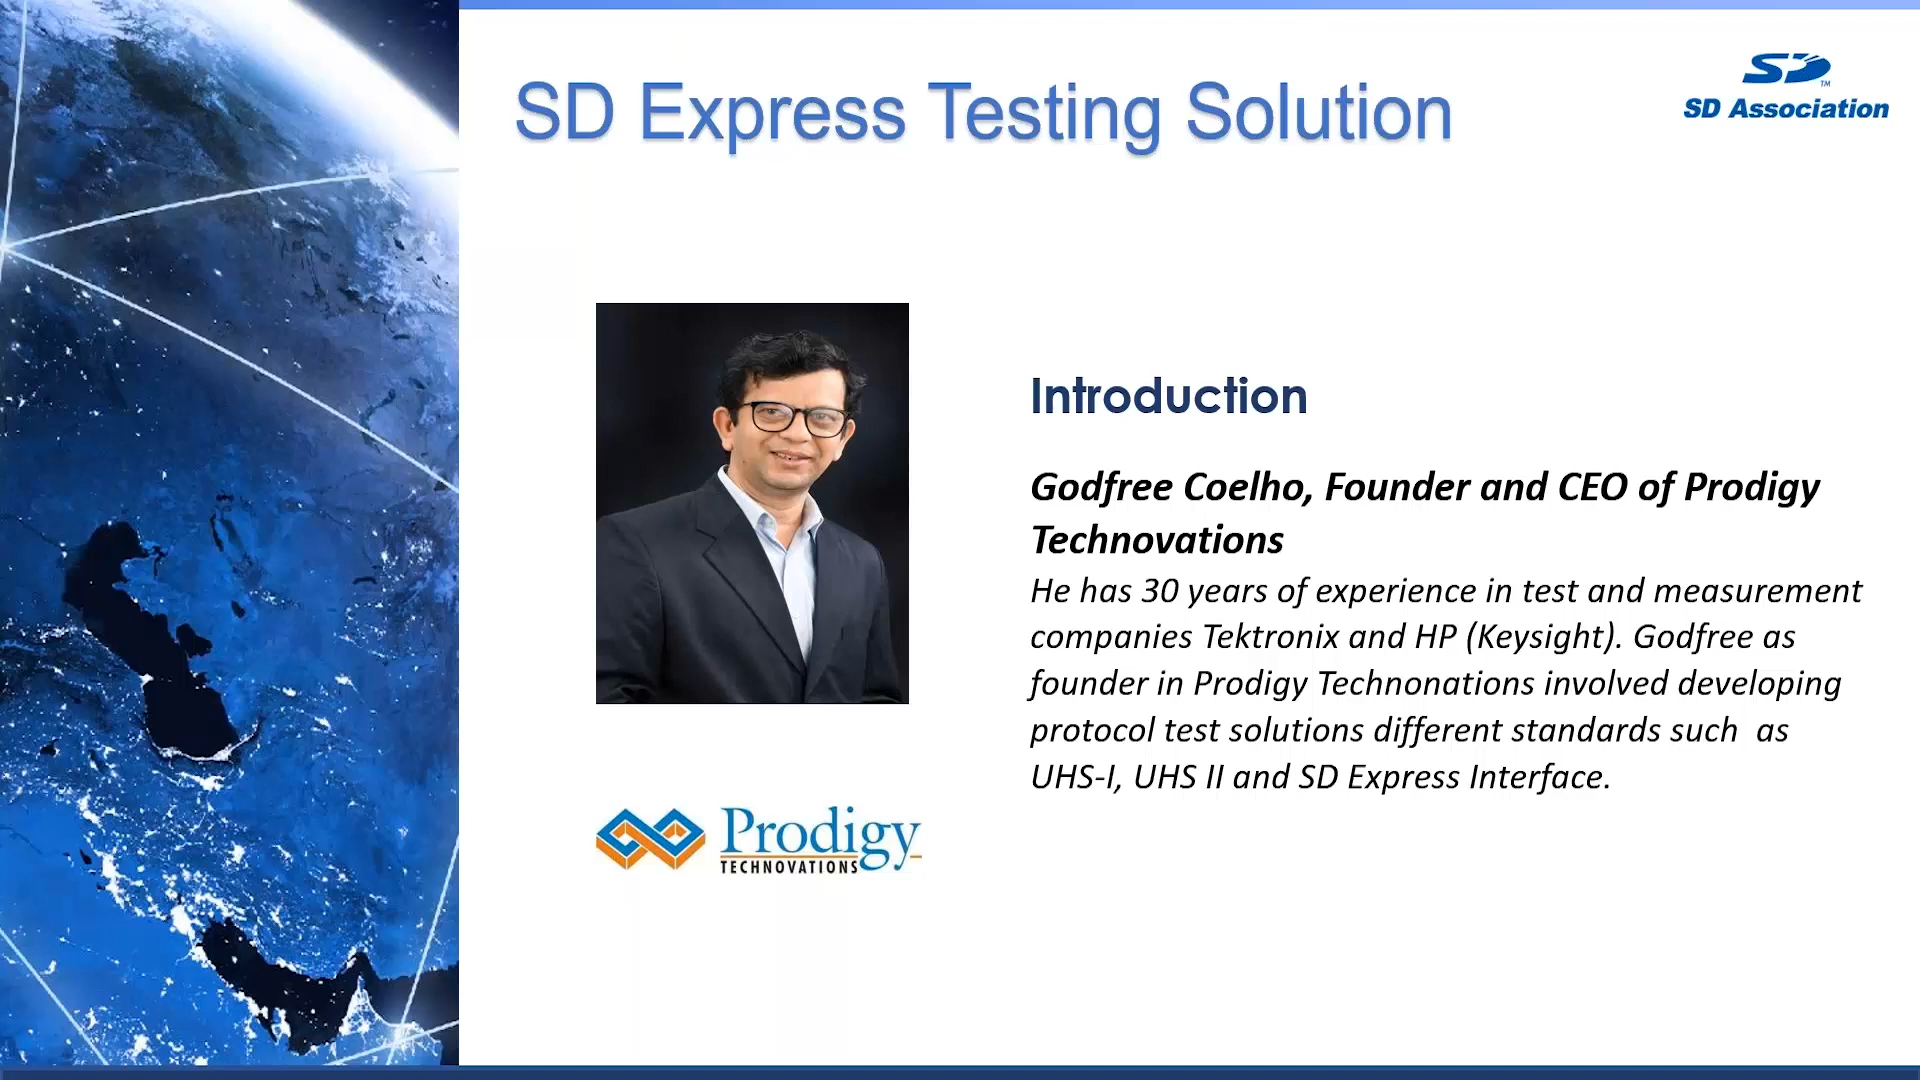 SD Express Testing Solution
SD
TM
SD Association
Introduction
Godfree Coelho, Founder and CEO of Prodigy
Technovations
He has 30 years of experience in test and measurement
companies Tektronix and HP (Keysight). Godfree as
founder in Prodigy Technonations involved developing
protocol test solutions different standards such  as
UHS-I, UHS II and SD Express Interface.
Prodigy
TECHNOVATIONS